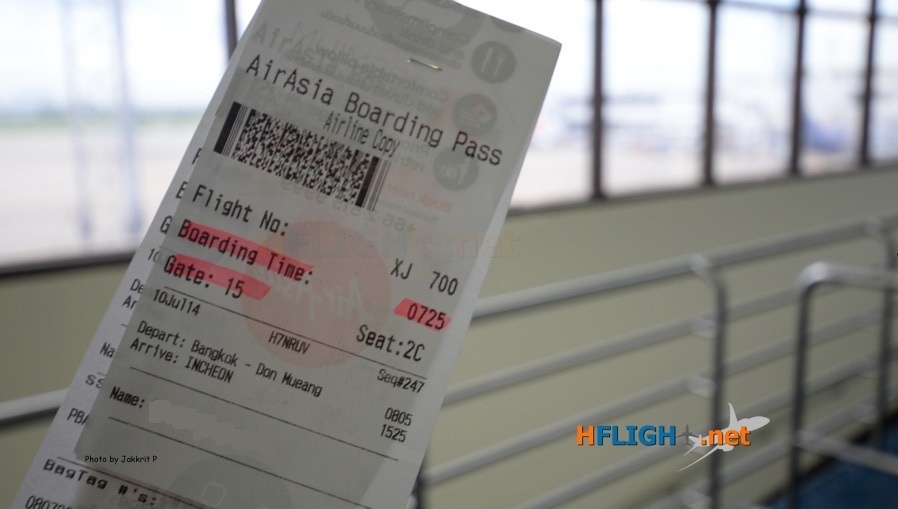 AirAsia Boarding Pass
Airline Copy
Flight No: XJ 700
Boarding Time: 0725
Gate: 15 Seat:2C
10Jul14 H7NRUV Seq#247
Depart: Bangkok - Don Mueang 0805
Arrive: INCHEON 1525
Name:
BagTag #'s:
Photo by Jakkrit P
HFLIGHT.net